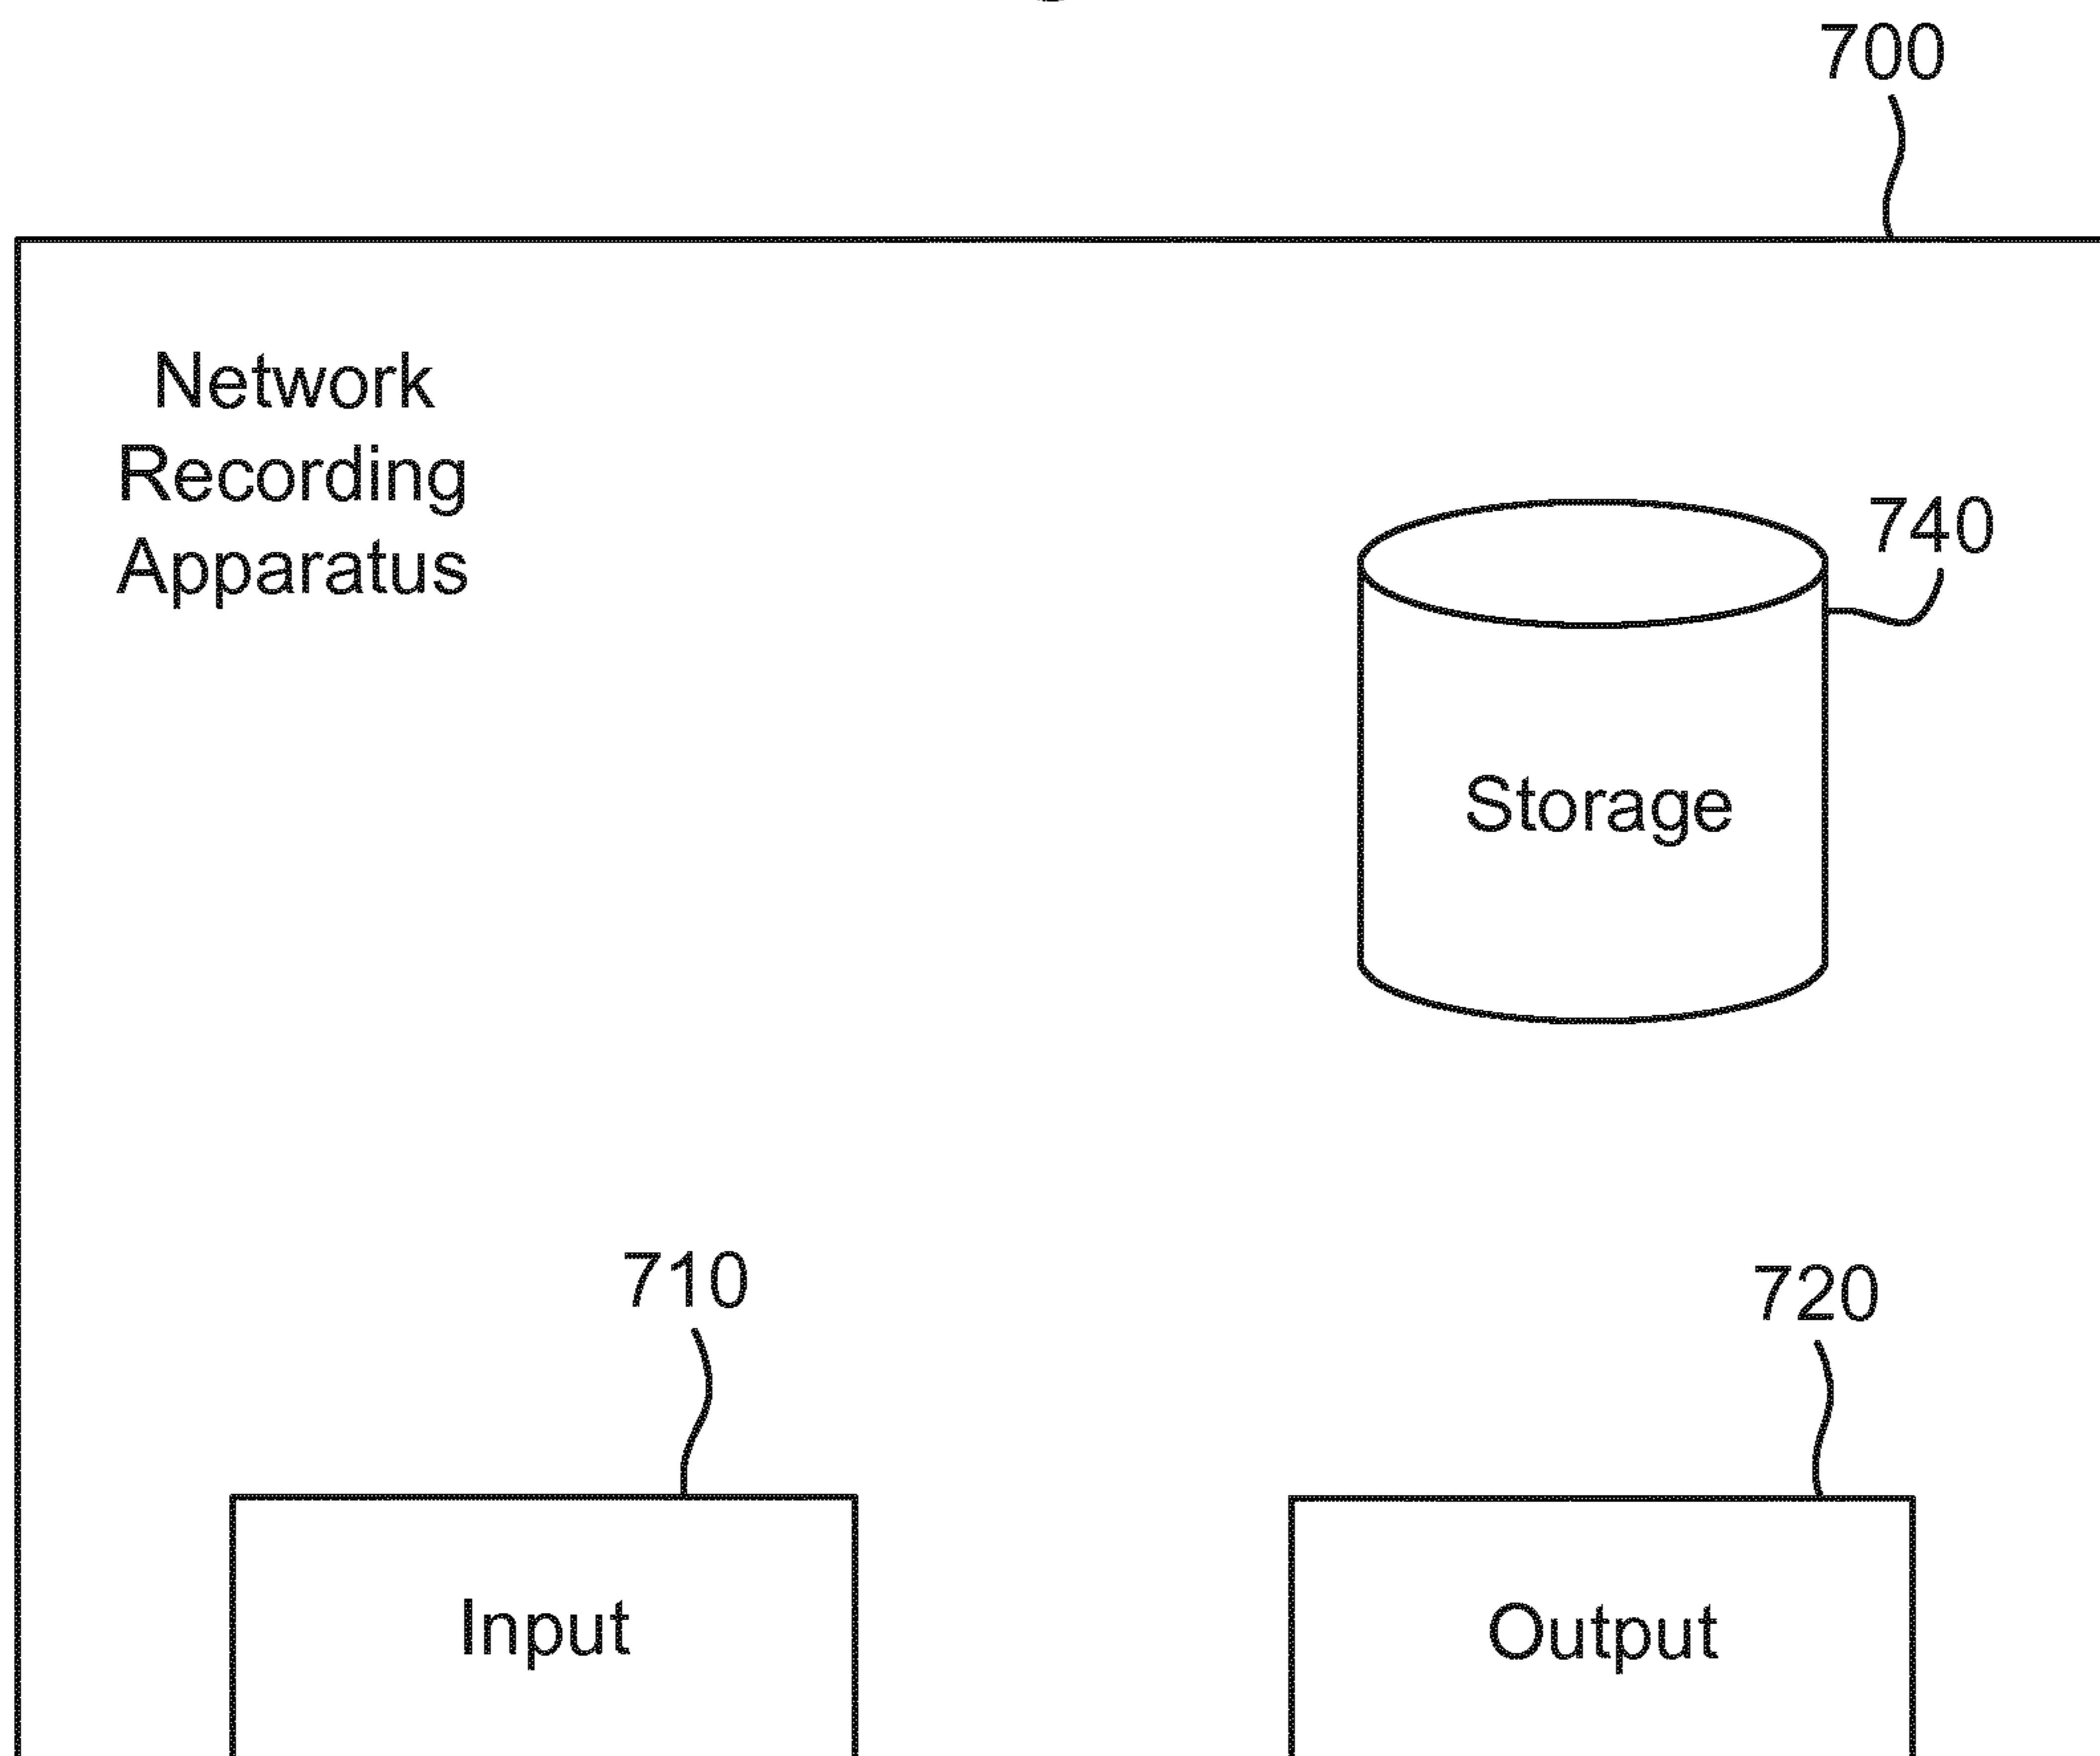 700
Network
Recording
Apparatus
740
Storage
710
720
Input
Output